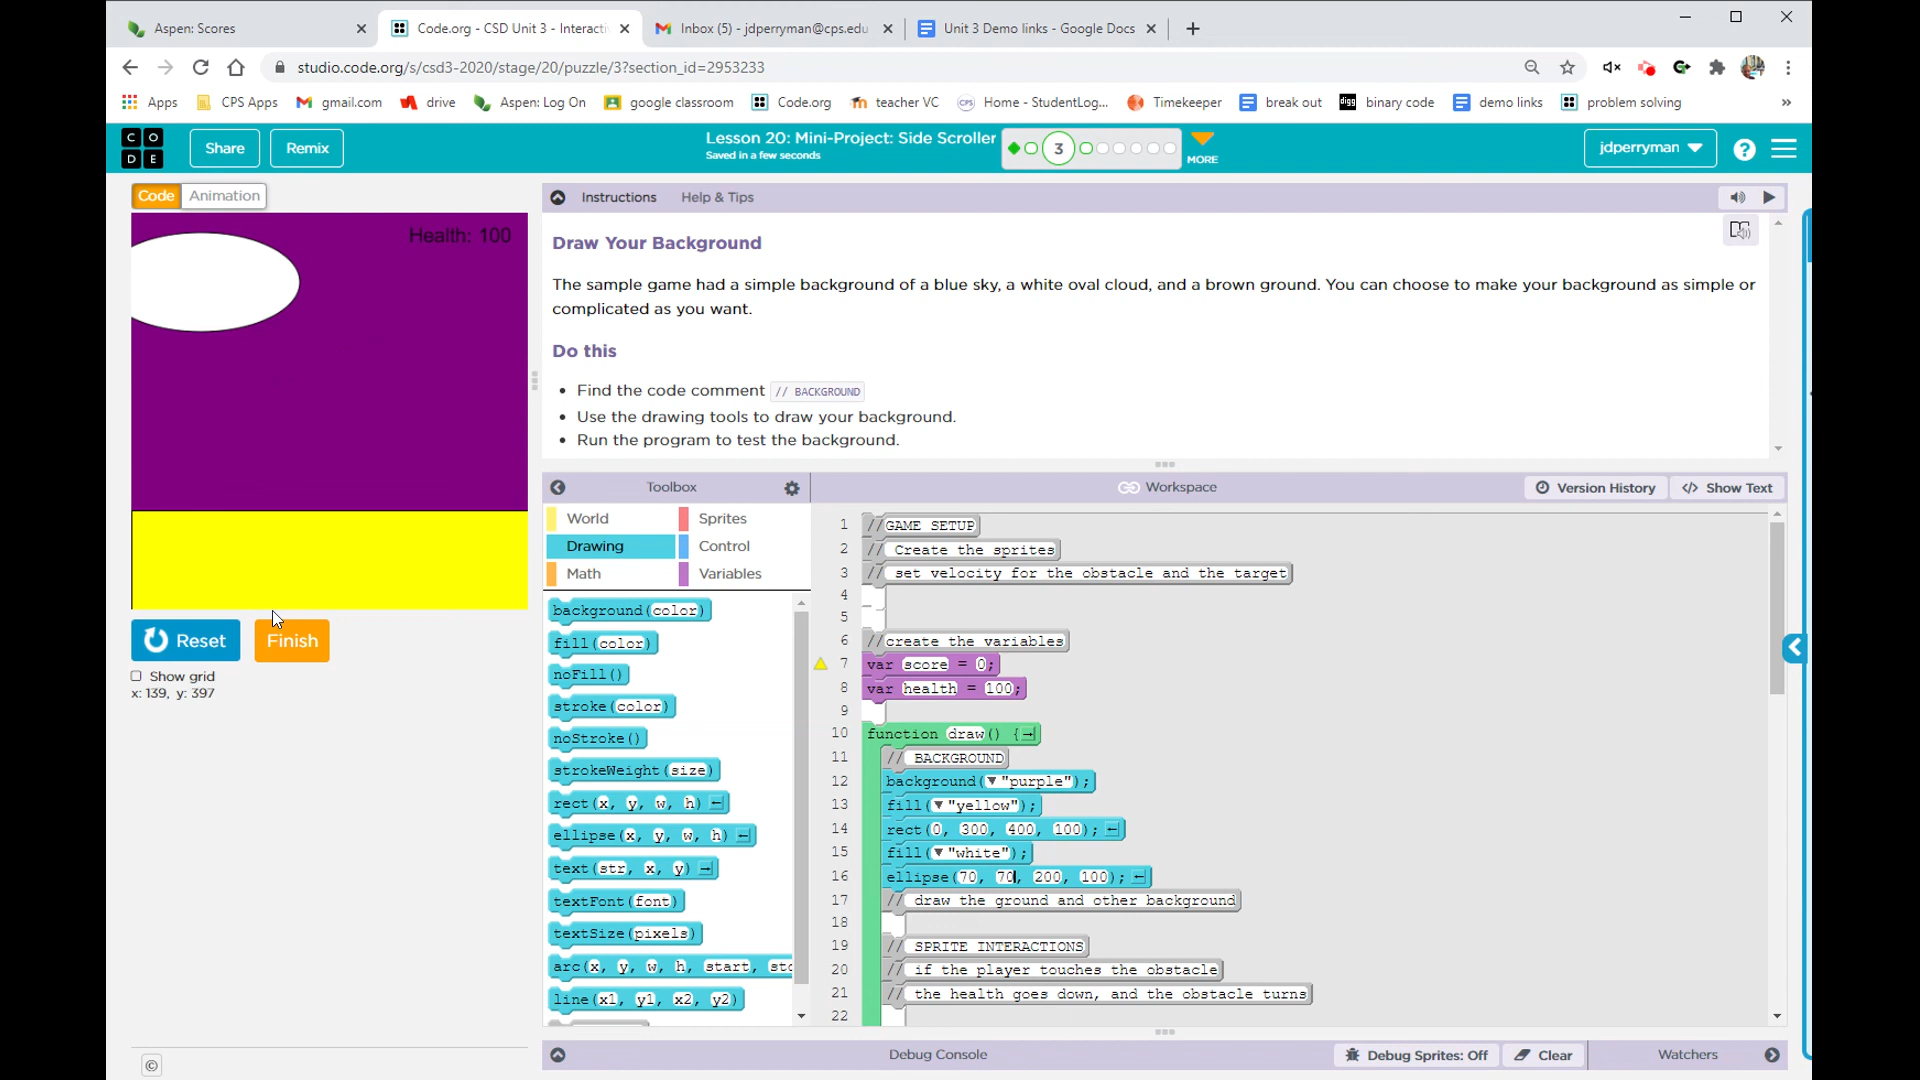 Aspen: Scores
Code.org - CSD Unit 3 - Interacti
Inbox (5) - jdperryman@cps.edu
Unit 3 Demo links - Google Docs
studio.code.org/s/csd3-2020/stage/20/puzzle/3?section_id=2953233
Apps
CPS Apps
gmail.com
drive
Aspen: Log On
google classroom
Code.org
teacher VC
Home - StudentLog...
Timekeeper
break out
binary code
demo links
problem solving
CODE
Share
Remix
Lesson 20: Mini-Project: Side Scroller
Saved in a few seconds
3
MORE
jdperryman
Code
Animation
Instructions
Help & Tips
Health: 100
Draw Your Background
The sample game had a simple background of a blue sky, a white oval cloud, and a brown ground. You can choose to make your background as simple or
complicated as you want.
Do this
• Find the code comment // BACKGROUND
• Use the drawing tools to draw your background.
• Run the program to test the background.
Reset
Finish
Show grid
x: 139, y: 397
Toolbox
World
Sprites
Drawing
Control
Math
Variables
background(color)
fill(color)
noFill()
stroke(color)
noStroke()
strokeWeight(size)
rect(x, y, w, h)
ellipse(x, y, w, h)
text(str, x, y)
textFont(font)
textSize(pixels)
arc(x, y, w, h, start, sto
line(x1, y1, x2, y2)
Workspace
Version History
Show Text
1 //GAME SETUP
2 // Create the sprites
3 // set velocity for the obstacle and the target
4
5
6 //create the variables
7 var score = 0;
8 var health = 100;
9
10 function draw() {
11 // BACKGROUND
12 background("purple");
13 fill("yellow");
14 rect(0, 300, 400, 100);
15 fill("white");
16 ellipse(70, 70, 200, 100);
17 // draw the ground and other background
18
19 // SPRITE INTERACTIONS
20 // if the player touches the obstacle
21 // the health goes down, and the obstacle turns
22
Debug Console
Debug Sprites: Off
Clear
Watchers